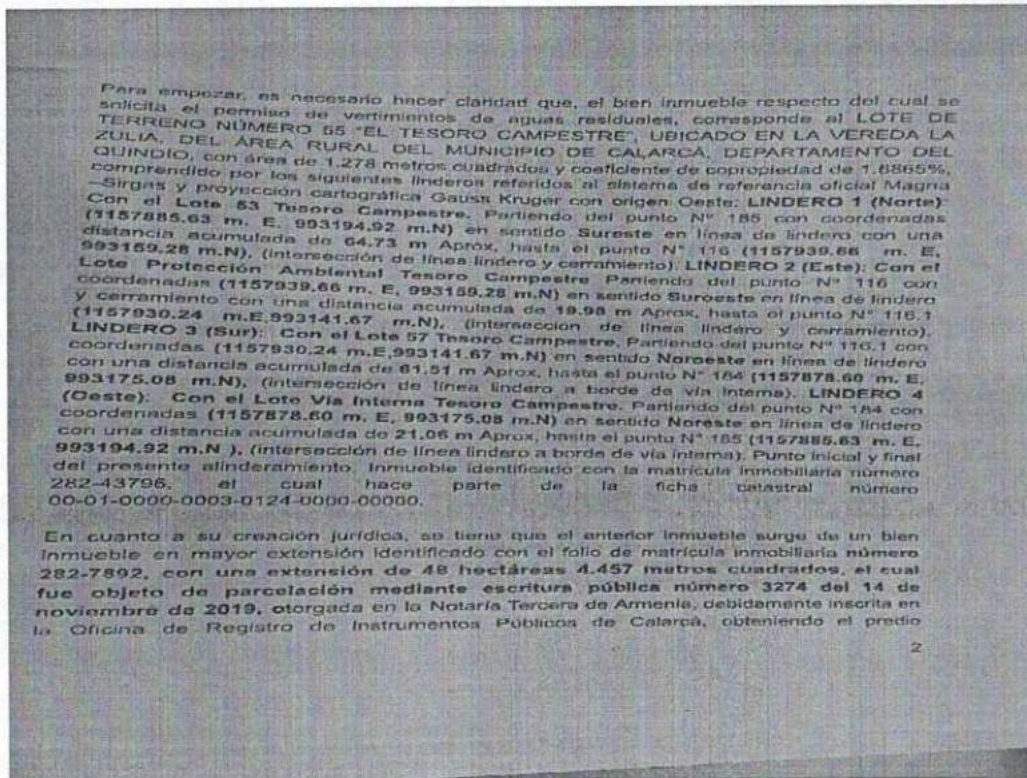 Para empezar, es necesario hacer claridad que, el bien inmueble respecto del cual se
solicita el permiso de vertimientos de aguas residuales, corresponde al LOTE DE
TERRENO NÚMERO 55 "EL TESORO CAMPESTRE", UBICADO EN LA VEREDA LA
ZULIA, DEL ÁREA RURAL DEL MUNICIPIO DE CALARCÁ, DEPARTAMENTO DEL
QUINDÍO, con área de 1.278 metros cuadrados y coeficiente de copropiedad de 1.6865%,
comprendido por los siguientes linderos referidos al sistema de referencia oficial Magna
–Sirgas y proyección cartográfica Gauss Kruger con origen Oeste: LINDERO 1 (Norte):
Con el Lote 53 Tesoro Campestre. Partiendo del punto N° 185 con coordenadas
(1157885.63 m. E, 993194.92 m.N) en sentido Sureste en línea de lindero con una
distancia acumulada de 64.73 m Aprox, hasta el punto N° 116 (1157939.66 m. E,
993159.28 m.N), (intersección de línea lindero y cerramiento). LINDERO 2 (Este): Con el
Lote Protección Ambiental Tesoro Campestre Partiendo del punto N° 116 con
coordenadas (1157939.66 m. E, 993159.28 m.N) en sentido Suroeste en línea de lindero
y cerramiento con una distancia acumulada de 19.98 m Aprox, hasta el punto N° 116.1
(1157930.24 m.E,993141.67 m.N), (intersección de línea lindero y cerramiento),
LINDERO 3 (Sur): Con el Lote 57 Tesoro Campestre. Partiendo del punto N° 116.1 con
coordenadas (1157930.24 m.E,993141.67 m.N) en sentido Noroeste en línea de lindero
con una distancia acumulada de 61.51 m Aprox, hasta el punto N° 184 (1157878.60 m. E,
993175.08 m.N), (intersección de línea lindero a borde de vía interna). LINDERO 4
(Oeste): Con el Lote Vía Interna Tesoro Campestre. Partiendo del punto N° 184 con
coordenadas (1157878.60 m. E, 993175.08 m.N) en sentido Noreste en línea de lindero
con una distancia acumulada de 21.06 m Aprox, hasta el punto N° 185 (1157885.63 m. E,
993194.92 m.N ), (intersección de línea lindero a borde de vía interna). Punto inicial y final
del presente alinderamiento. Inmueble identificado con la matrícula inmobiliaria número
282-43796, el cual hace parte de la ficha catastral número
00-01-0000-0003-0124-0000-00000.
En cuanto a su creación jurídica, se tiene que el anterior inmueble surge de un bien
inmueble en mayor extensión identificado con el folio de matrícula inmobiliaria número
282-7892, con una extensión de 48 hectáreas 4.457 metros cuadrados, el cual
fue objeto de parcelación mediante escritura pública número 3274 del 14 de
noviembre de 2019, otorgada en la Notaría Tercera de Armenia, debidamente inscrita en
la Oficina de Registro de Instrumentos Públicos de Calarcá, obteniendo el predio
2